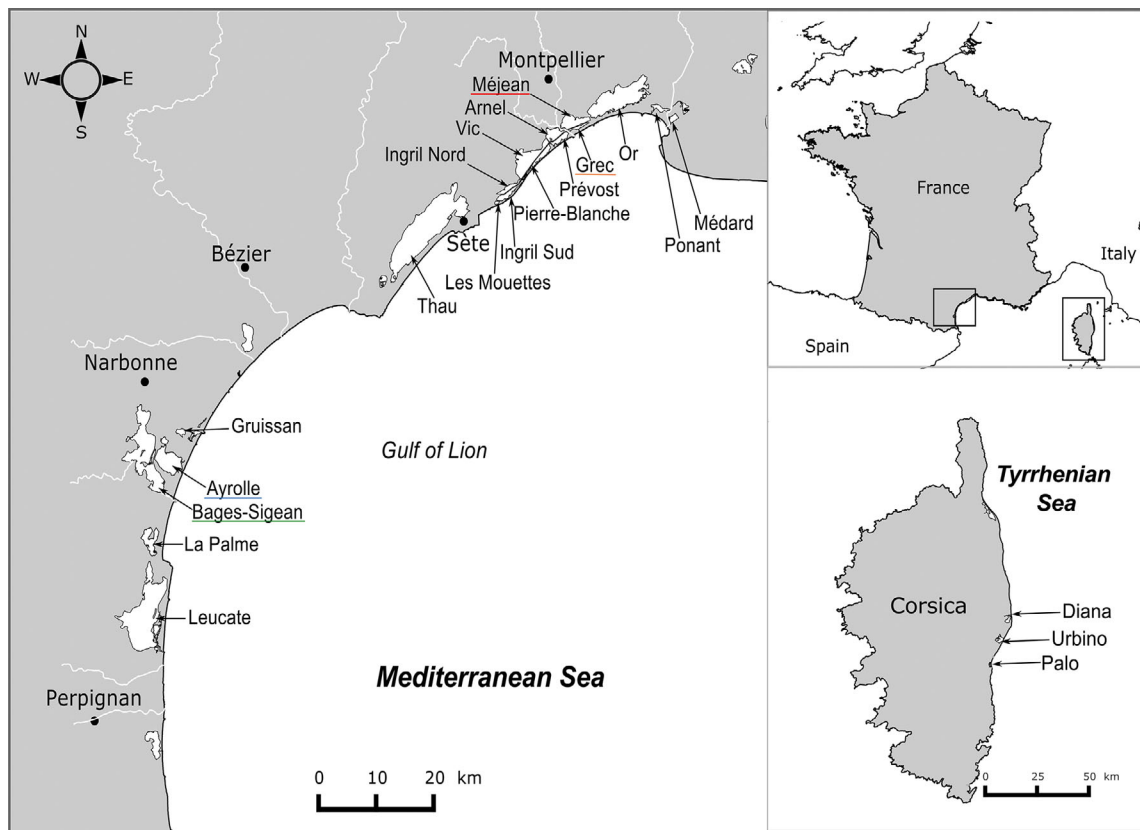 N
W
E
S
Montpellier
Méjean
Arnel
Vic
Ingril Nord
Or
Grec
Prévost
Pierre-Blanche
Médard
Ponant
Sète
Ingril Sud
Les Mouettes
Thau
Bézier
Narbonne
Gruissan
Gulf of Lion
Ayrolle
Bages-Sigean
La Palme
Leucate
Mediterranean Sea
Perpignan
0 10 20 km
France
Italy
Spain
Tyrrhenian
Sea
Corsica
Diana
Urbino
Palo
0 25 50 km